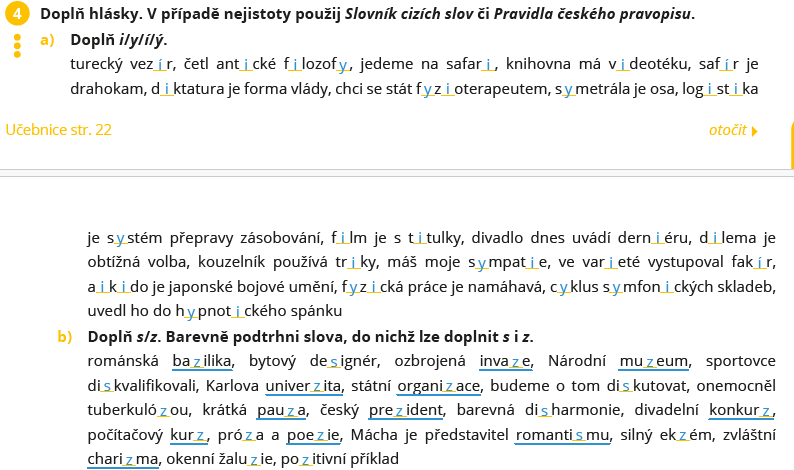 4 Doplň hlásky. V případě nejistoty použij Slovník cizích slov či Pravidla českého pravopisu.
a) Doplň i/y/í/ý.
turecký vezír, četl antické filozofy, jedeme na safari, knihovna má videotéku, safír je
drahokam, diktatura je forma vlády, chci se stát fyzioterapeutem, symetrála je osa, logistika
Učebnice str. 22
otočit
je systém přepravy zásobování, film je s titulky, divadlo dnes uvádí derniéru, dilema je
obtížná volba, kouzelník používá triky, máš moje sympatie, ve varieté vystupoval fakír,
aikido je japonské bojové umění, fyzická práce je namáhavá, cyklus symfonických skladeb,
uvedl ho do hypnotického spánku
b) Doplň s/z. Barevně podtrhni slova, do nichž lze doplnit s i z.
románská bazilika, bytový designér, ozbrojená invaze, Národní muzeum, sportovce
diskvalifikovali, Karlova univerzita, státní organizace, budeme o tom diskutovat, onemocněl
tuberkulózou, krátká pauza, český prezident, barevná disharmonie, divadelní konkurz,
počítačový kurz, próza a poezie, Mácha je představitel romantismu, silný ekzém, zvláštní
charizma, okenní žaluzie, pozitivní příklad